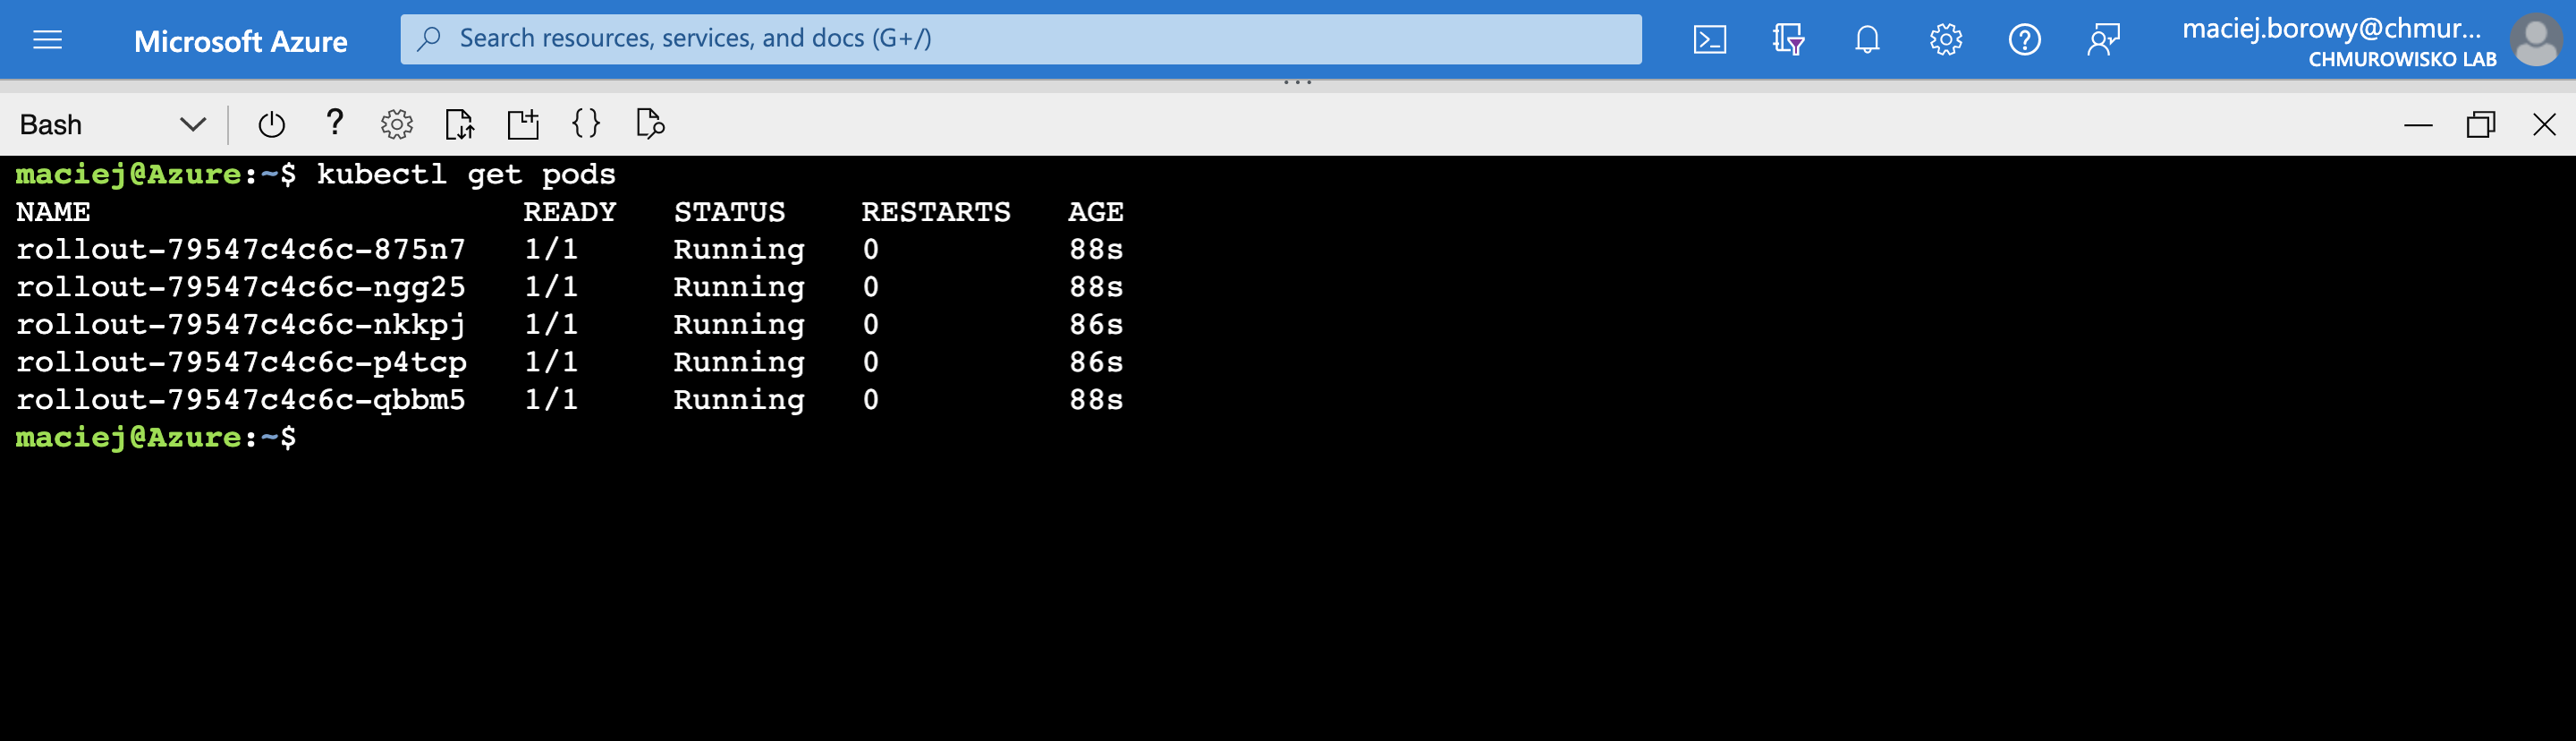 Microsoft Azure
Search resources, services, and docs (G+/)
maciej.borowy@chmur...
CHMUROWISKO LAB
Bash
maciej@Azure:~$ kubectl get pods
NAME READY STATUS RESTARTS AGE
rollout-79547c4c6c-875n7 1/1 Running 0 88s
rollout-79547c4c6c-ngg25 1/1 Running 0 88s
rollout-79547c4c6c-nkkpj 1/1 Running 0 86s
rollout-79547c4c6c-p4tcp 1/1 Running 0 86s
rollout-79547c4c6c-qbbm5 1/1 Running 0 88s
maciej@Azure:~$